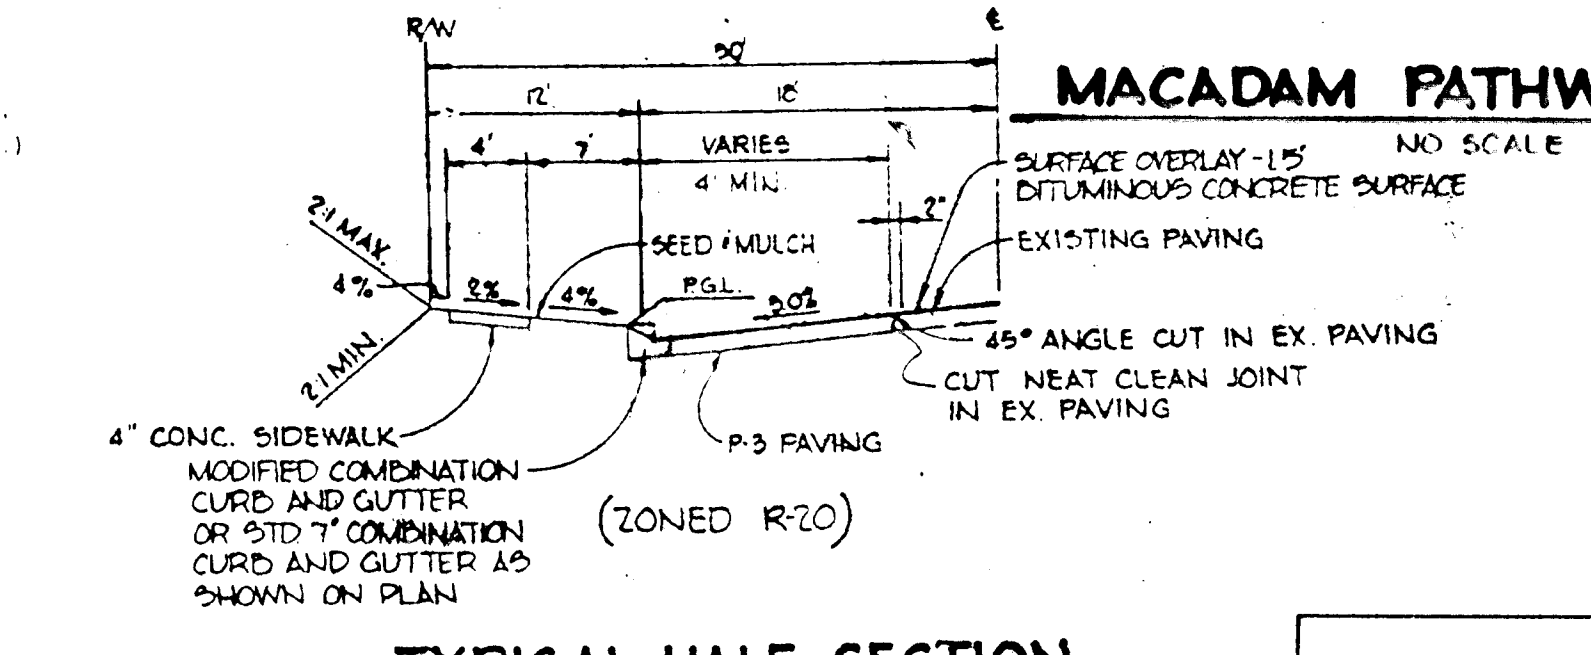 R/W
℄
30'
12'
18'
MACADAM PATHW
NO SCALE
4'
7'
VARIES
4' MIN.
2"
SURFACE OVERLAY - 1.5"
BITUMINOUS CONCRETE SURFACE
2:1 MAX.
SEED & MULCH
EXISTING PAVING
4%
2%
4%
P.G.L.
2:1 MIN.
45° ANGLE CUT IN EX. PAVING
CUT NEAT CLEAN JOINT
IN EX. PAVING
4" CONC. SIDEWALK
P-3 PAVING
MODIFIED COMBINATION
CURB AND GUTTER
OR STD. 7" COMBINATION
CURB AND GUTTER AS
SHOWN ON PLAN
(ZONED R-20)
TYPICAL HALF SECTION